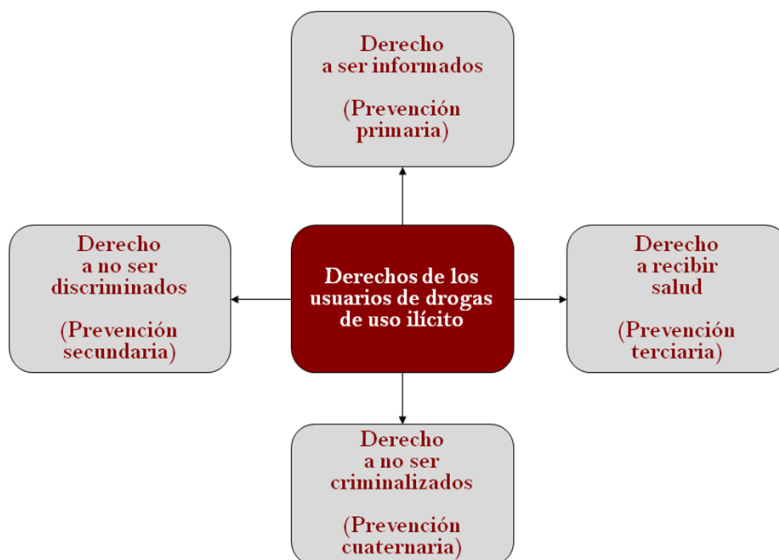 Derecho
a ser informados
(Prevención
primaria)
Derecho
a no ser
discriminados
(Prevención
secundaria)
Derechos de los
usuarios de drogas
de uso ilícito
Derecho
a recibir
salud
(Prevención
terciaria)
Derecho
a no ser
criminalizados
(Prevención
cuaternaria)